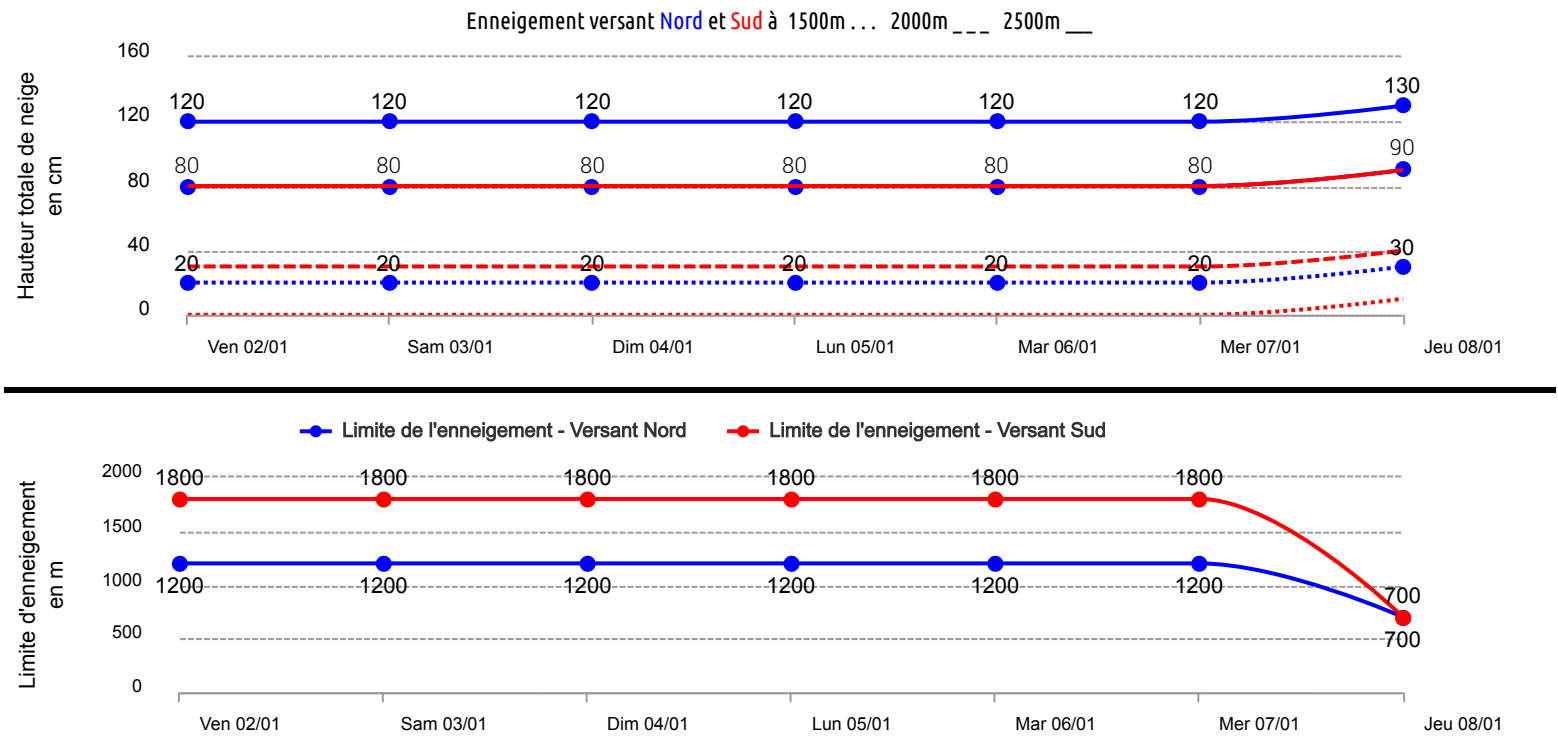 Enneigement versant Nord et Sud à 1500m . . . 2000m _ _ _ 2500m __
Hauteur totale de neige
en cm
160
120
80
40
0
120 120 120 120 120 120 130
80 80 80 80 80 80 90
20 20 20 20 20 20 30
Ven 02/01 Sam 03/01 Dim 04/01 Lun 05/01 Mar 06/01 Mer 07/01 Jeu 08/01
Limite de l'enneigement - Versant Nord Limite de l'enneigement - Versant Sud
Limite d'enneigement
en m
2000
1500
1000
500
0
1800 1800 1800 1800 1800 1800 700
1200 1200 1200 1200 1200 1200 700
Ven 02/01 Sam 03/01 Dim 04/01 Lun 05/01 Mar 06/01 Mer 07/01 Jeu 08/01